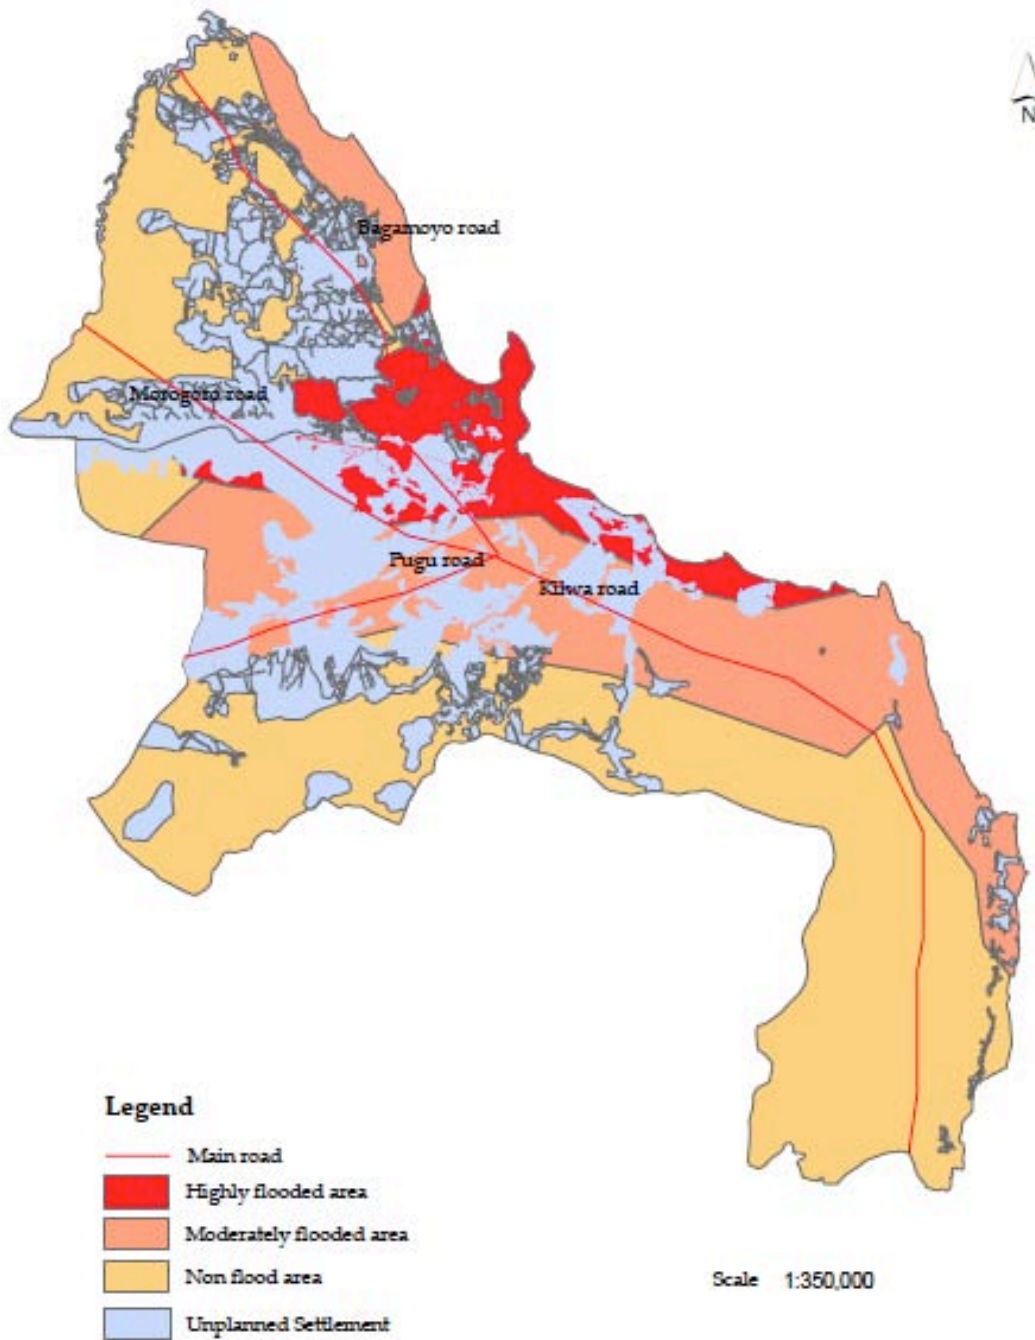 N
Bagamoyo road
Morogoro road
Pugu road
Kilwa road
Legend
Main road
Highly flooded area
Moderately flooded area
Non flood area
Unplanned Settlement
Scale 1:350,000